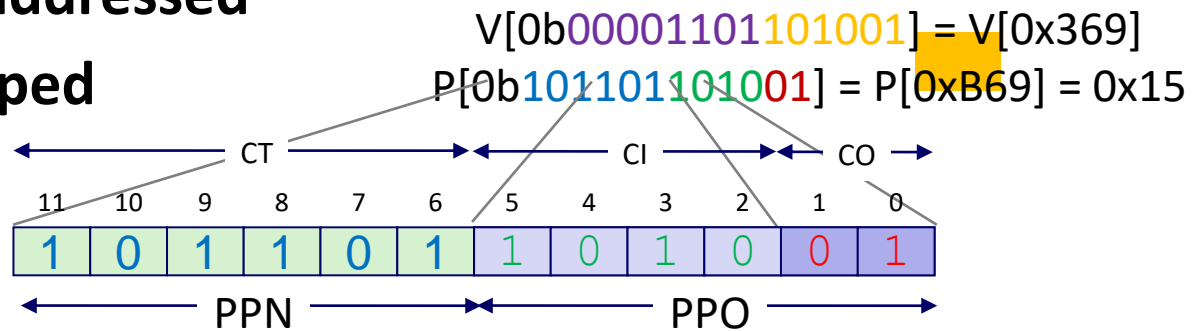 ddressed
V[0b00001101101001] = V[0x369]
ped
P[0b101101101001] = P[0xB69] = 0x15
CT CI CO
11 10 9 8 7 6 5 4 3 2 1 0
1 0 1 1 0 1 1 0 1 0 0 1
PPN PPO